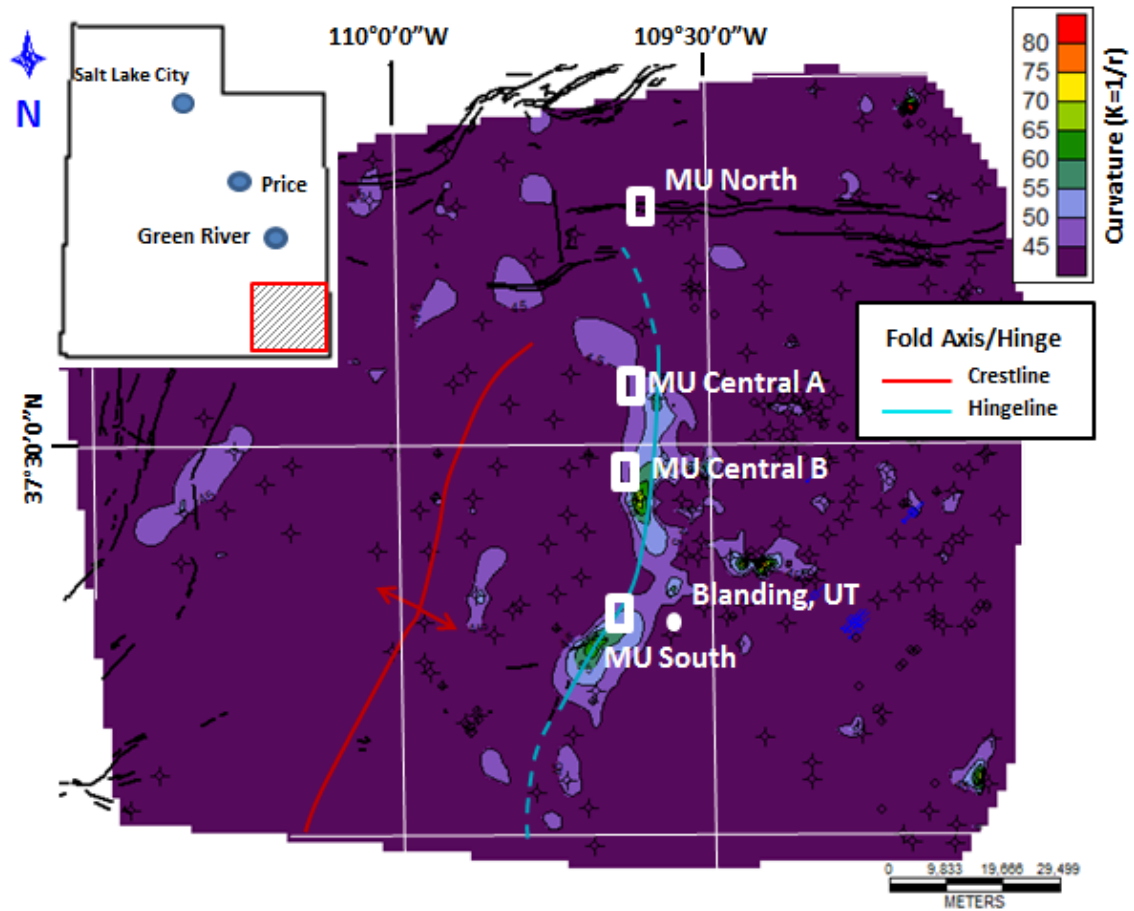 110°0'0"W
109°30'0"W
Salt Lake City
N
Price
Green River
MU North
80
75
70
65
60
55
50
45
Curvature (K=1/r)
Fold Axis/Hinge
Crestline
Hingeline
MU Central A
37°30'0"N
MU Central B
Blanding, UT
MU South
0 9,833 19,666 29,499
METERS